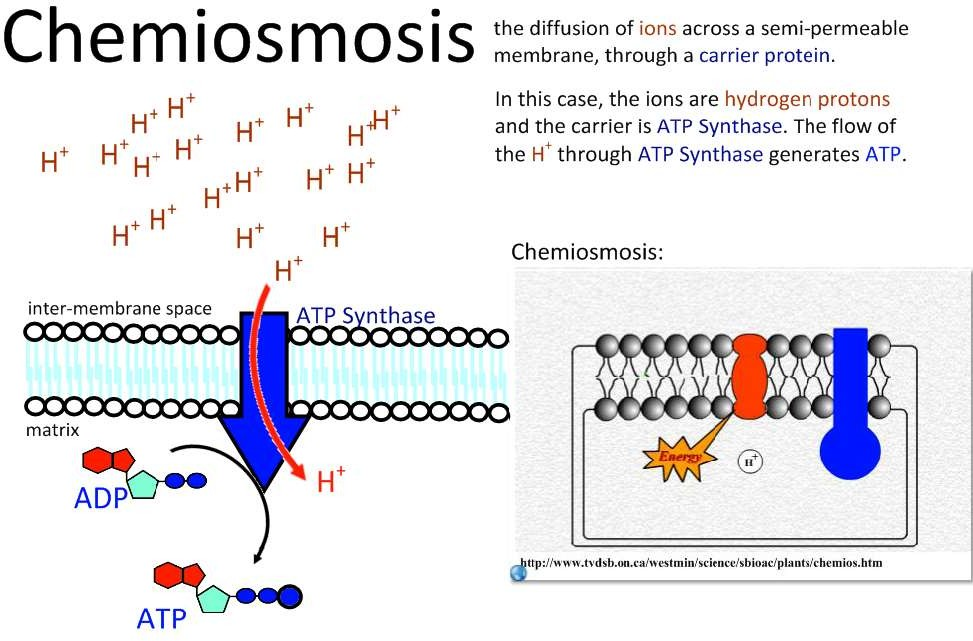 Chemiosmosis
the diffusion of ions across a semi-permeable
membrane, through a carrier protein.
In this case, the ions are hydrogen protons
and the carrier is ATP Synthase. The flow of
the H+ through ATP Synthase generates ATP.
H+ H+ H+ H+ H+ H+
H+ H+ H+ H+ H+ H+
H+ H+ H+ H+
H+ H+ H+
H+
inter-membrane space
ATP Synthase
matrix
H+
ADP
ATP
Chemiosmosis:
Energy
H+
http://www.tvdsb.on.ca/westmin/science/sbioac/plants/chemios.htm